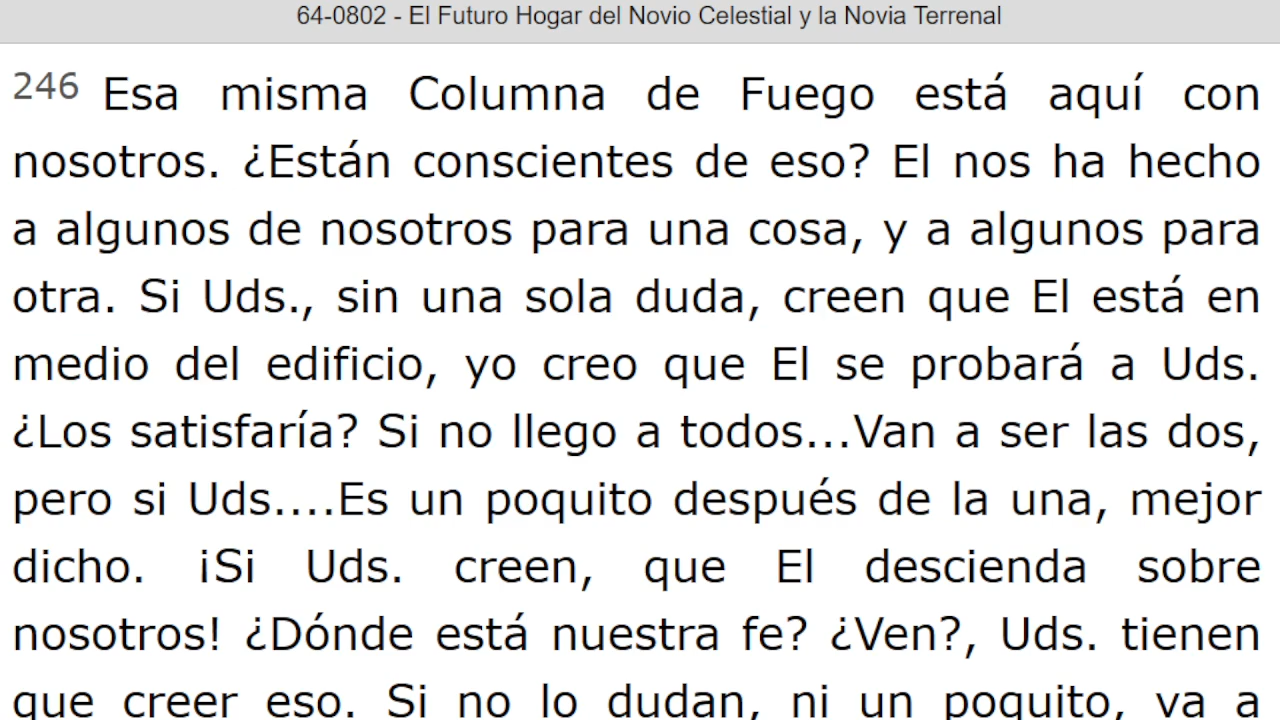 64-0802 - El Futuro Hogar del Novio Celestial y la Novia Terrenal
246 Esa misma Columna de Fuego está aquí con
nosotros. ¿Están conscientes de eso? El nos ha hecho
a algunos de nosotros para una cosa, y a algunos para
otra. Si Uds., sin una sola duda, creen que El está en
medio del edificio, yo creo que El se probará a Uds.
¿Los satisfaría? Si no llego a todos...Van a ser las dos,
pero si Uds....Es un poquito después de la una, mejor
dicho. ¡Si Uds. creen, que El descienda sobre
nosotros! ¿Dónde está nuestra fe? ¿Ven?, Uds. tienen
que creer eso. Si no lo dudan, ni un poquito, va a